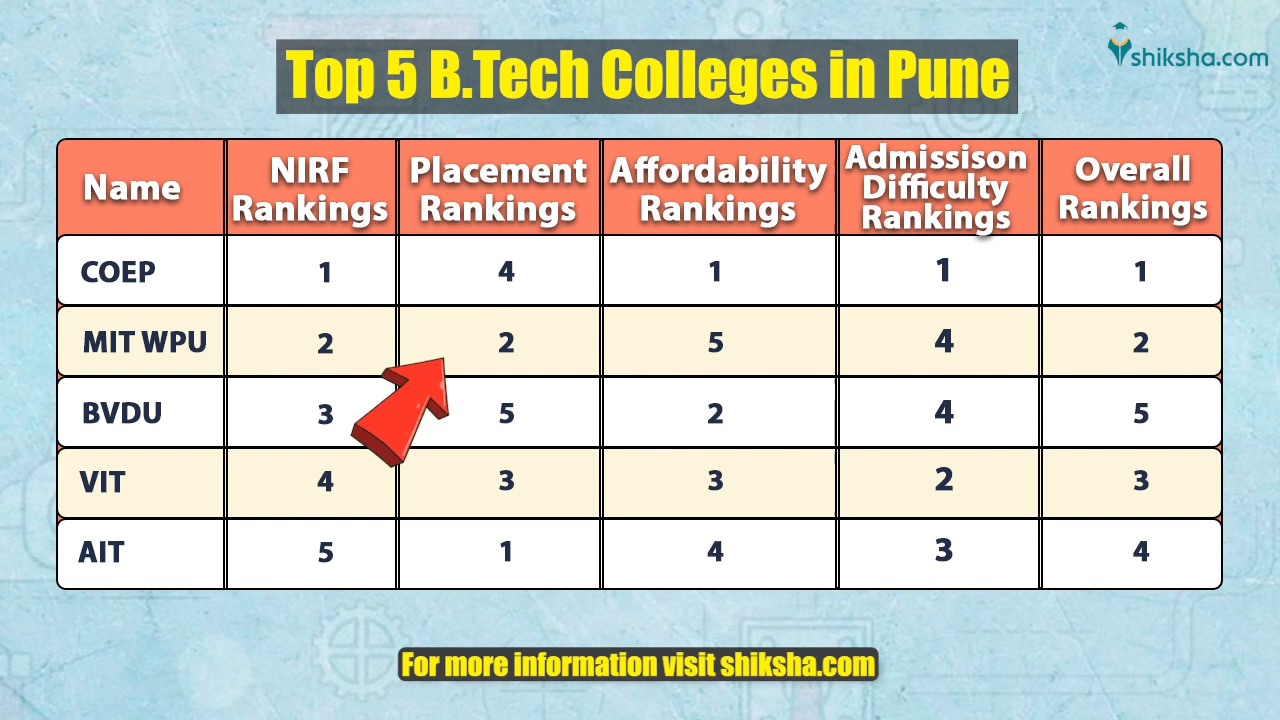 shiksha.com
Top 5 B.Tech Colleges in Pune
Name NIRF Rankings Placement Rankings Affordability Rankings Admissison Difficulty Rankings Overall Rankings
COEP 1 4 1 1 1
MIT WPU 2 2 5 4 2
BVDU 3 5 2 4 5
VIT 4 3 3 2 3
AIT 5 1 4 3 4
For more information visit shiksha.com